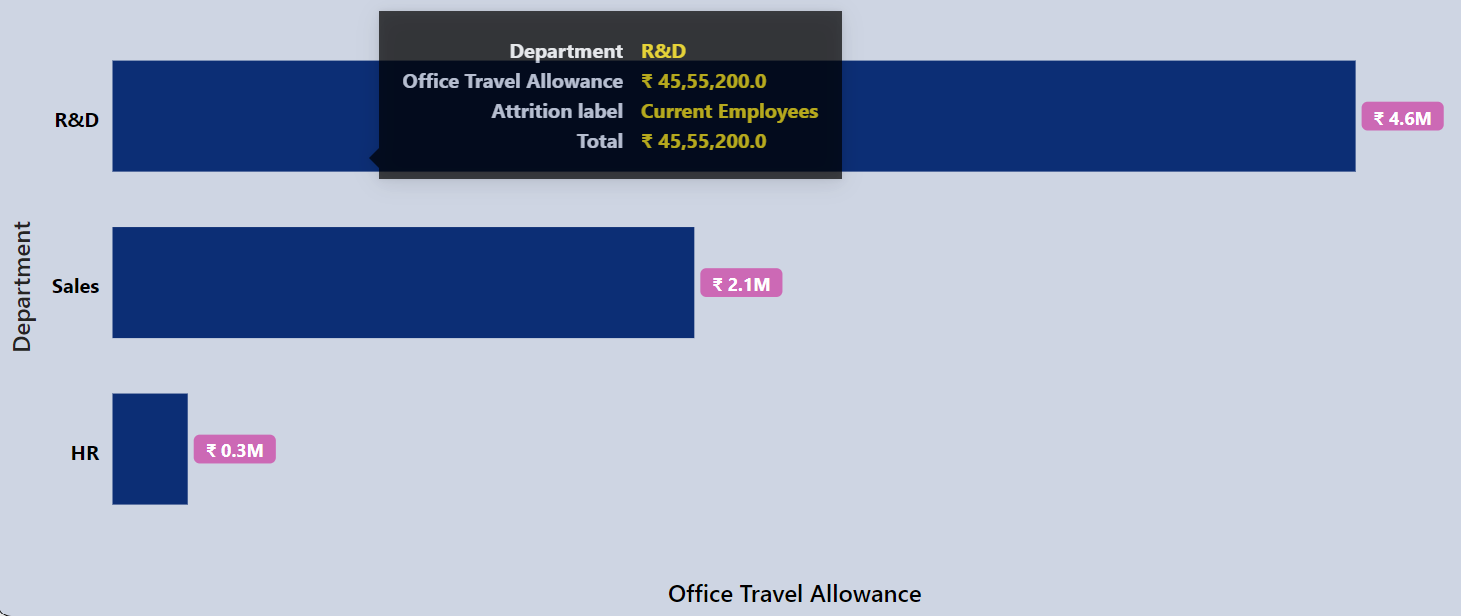 Department R&D
Office Travel Allowance ₹ 45,55,200.0
Attrition label Current Employees
Total ₹ 45,55,200.0
R&D ₹ 4.6M
Department
Sales ₹ 2.1M
HR ₹ 0.3M
Office Travel Allowance